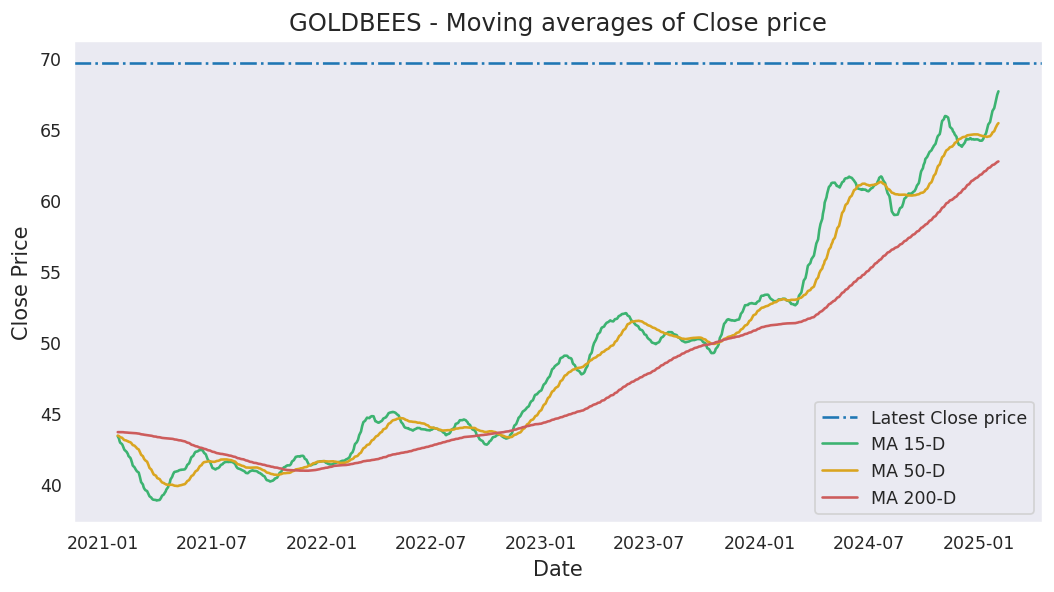 GOLDBEES - Moving averages of Close price
Close Price
70
65
60
55
50
45
40
2021-01
2021-07
2022-01
2022-07
2023-01
2023-07
2024-01
2024-07
2025-01
Date
Latest Close price
MA 15-D
MA 50-D
MA 200-D